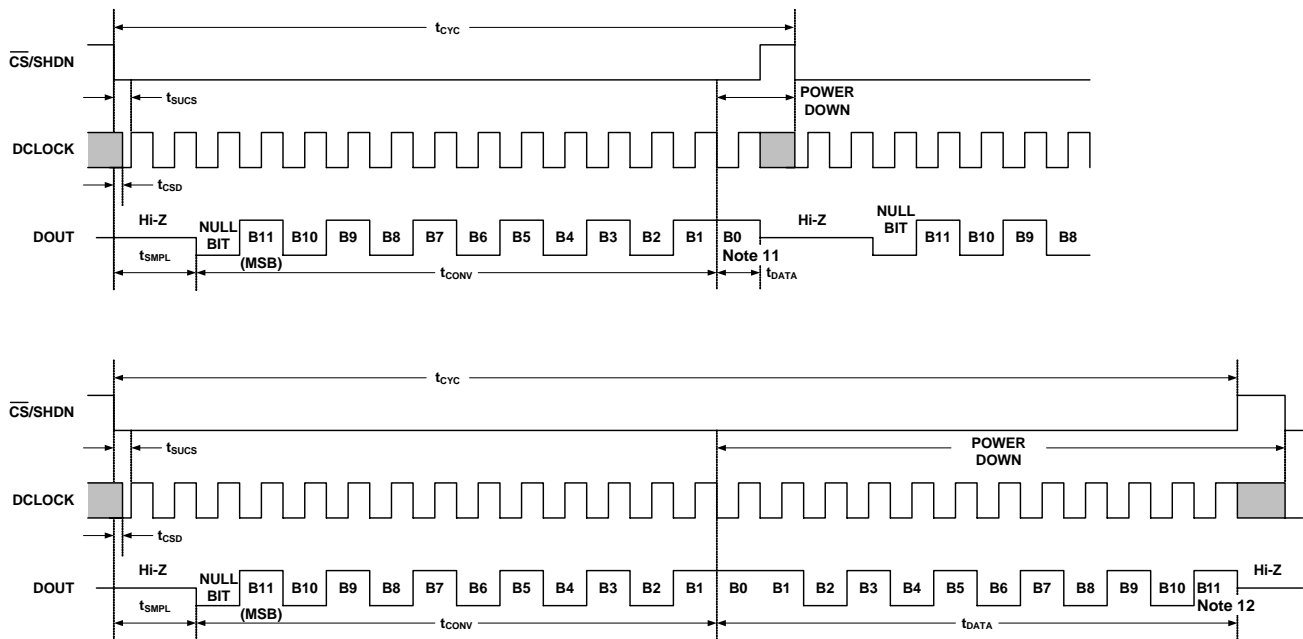 tCYC
CS/SHDN
tSUCS
POWER
DOWN
DCLOCK
tCSD
Hi-Z
NULL
BIT
B11 B10 B9 B8 B7 B6 B5 B4 B3 B2 B1 B0
Hi-Z
NULL
BIT
B11 B10 B9 B8
DOUT
(MSB)
Note 11
tSMPL
tCONV
tDATA
tCYC
CS/SHDN
tSUCS
POWER
DOWN
DCLOCK
tCSD
Hi-Z
NULL
BIT
B11 B10 B9 B8 B7 B6 B5 B4 B3 B2 B1 B0 B1 B2 B3 B4 B5 B6 B7 B8 B9 B10 B11
Hi-Z
DOUT
(MSB)
Note 12
tSMPL
tCONV
tDATA